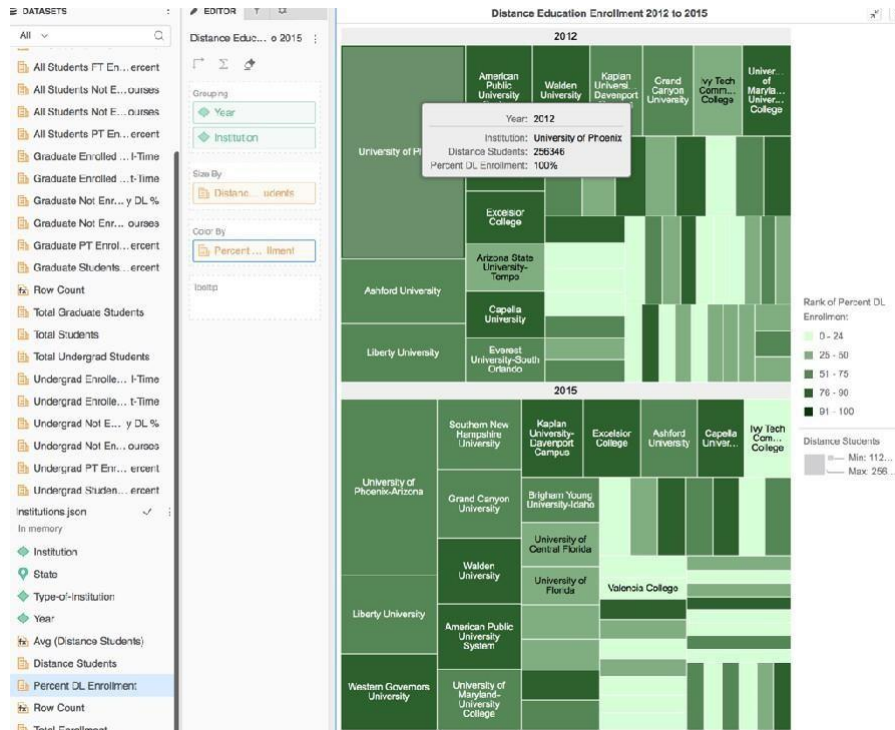 DATASETS
All
All Students FT En... ercent
All Students Not E... ourses
All Students Not E... ourses
All Students PT En... ercent
Graduate Enrolled ... l-Time
Graduate Enrolled ... t-Time
Graduate Not Enr... y DL %
Graduate Not Enr... ourses
Graduate PT Enrol... ercent
Graduate Students... ercent
Row Count
Total Graduate Students
Total Students
Total Undergrad Students
Undergrad Enrolle... l-Time
Undergrad Enrolle... t-Time
Undergrad Not E... y DL %
Undergrad Not En... ourses
Undergrad PT Enr... ercent
Undergrad Studen... ercent
Institutions.json
In memory
Institution
State
Type-of-Institution
Year
Avg (Distance Students)
Distance Students
Percent DL Enrollment
Row Count
Total Enrollment
EDITOR
Distance Educ... o 2015
Grouping
Year
Institution
Size By
Distanc... udents
Color By
Percent ... llment
Tooltip
Distance Education Enrollment 2012 to 2015
2012
University of Ph
American
Public
University
Walden
University
Kaplan
Universi...
Davenport
Grand
Canyon
University
Ivy Tech
Comm...
College
Univer...
of
Maryla...
Univer...
College
Year: 2012
Institution: University of Phoenix
Distance Students: 256346
Percent DL Enrollment: 100%
Excelsior
College
Arizona State
University-
Tempe
Ashford University
Capella
University
Liberty University
Everest
University-South
Orlando
2015
University of
Phoenix-Arizona
Southern New
Hampshire
University
Kaplan
University-
Davenport
Campus
Excelsior
College
Ashford
University
Capella
Univer...
Ivy Tech
Com...
College
Grand Canyon
University
Brigham Young
University-Idaho
University of
Central Florida
Walden
University
University of
Florida
Valencia College
Liberty University
American Public
University
System
Western Governors
University
University of
Maryland-
University
College
Rank of Percent DL
Enrollment
0 - 24
25 - 50
51 - 75
76 - 90
91 - 100
Distance Students
Min: 112...
Max: 256...